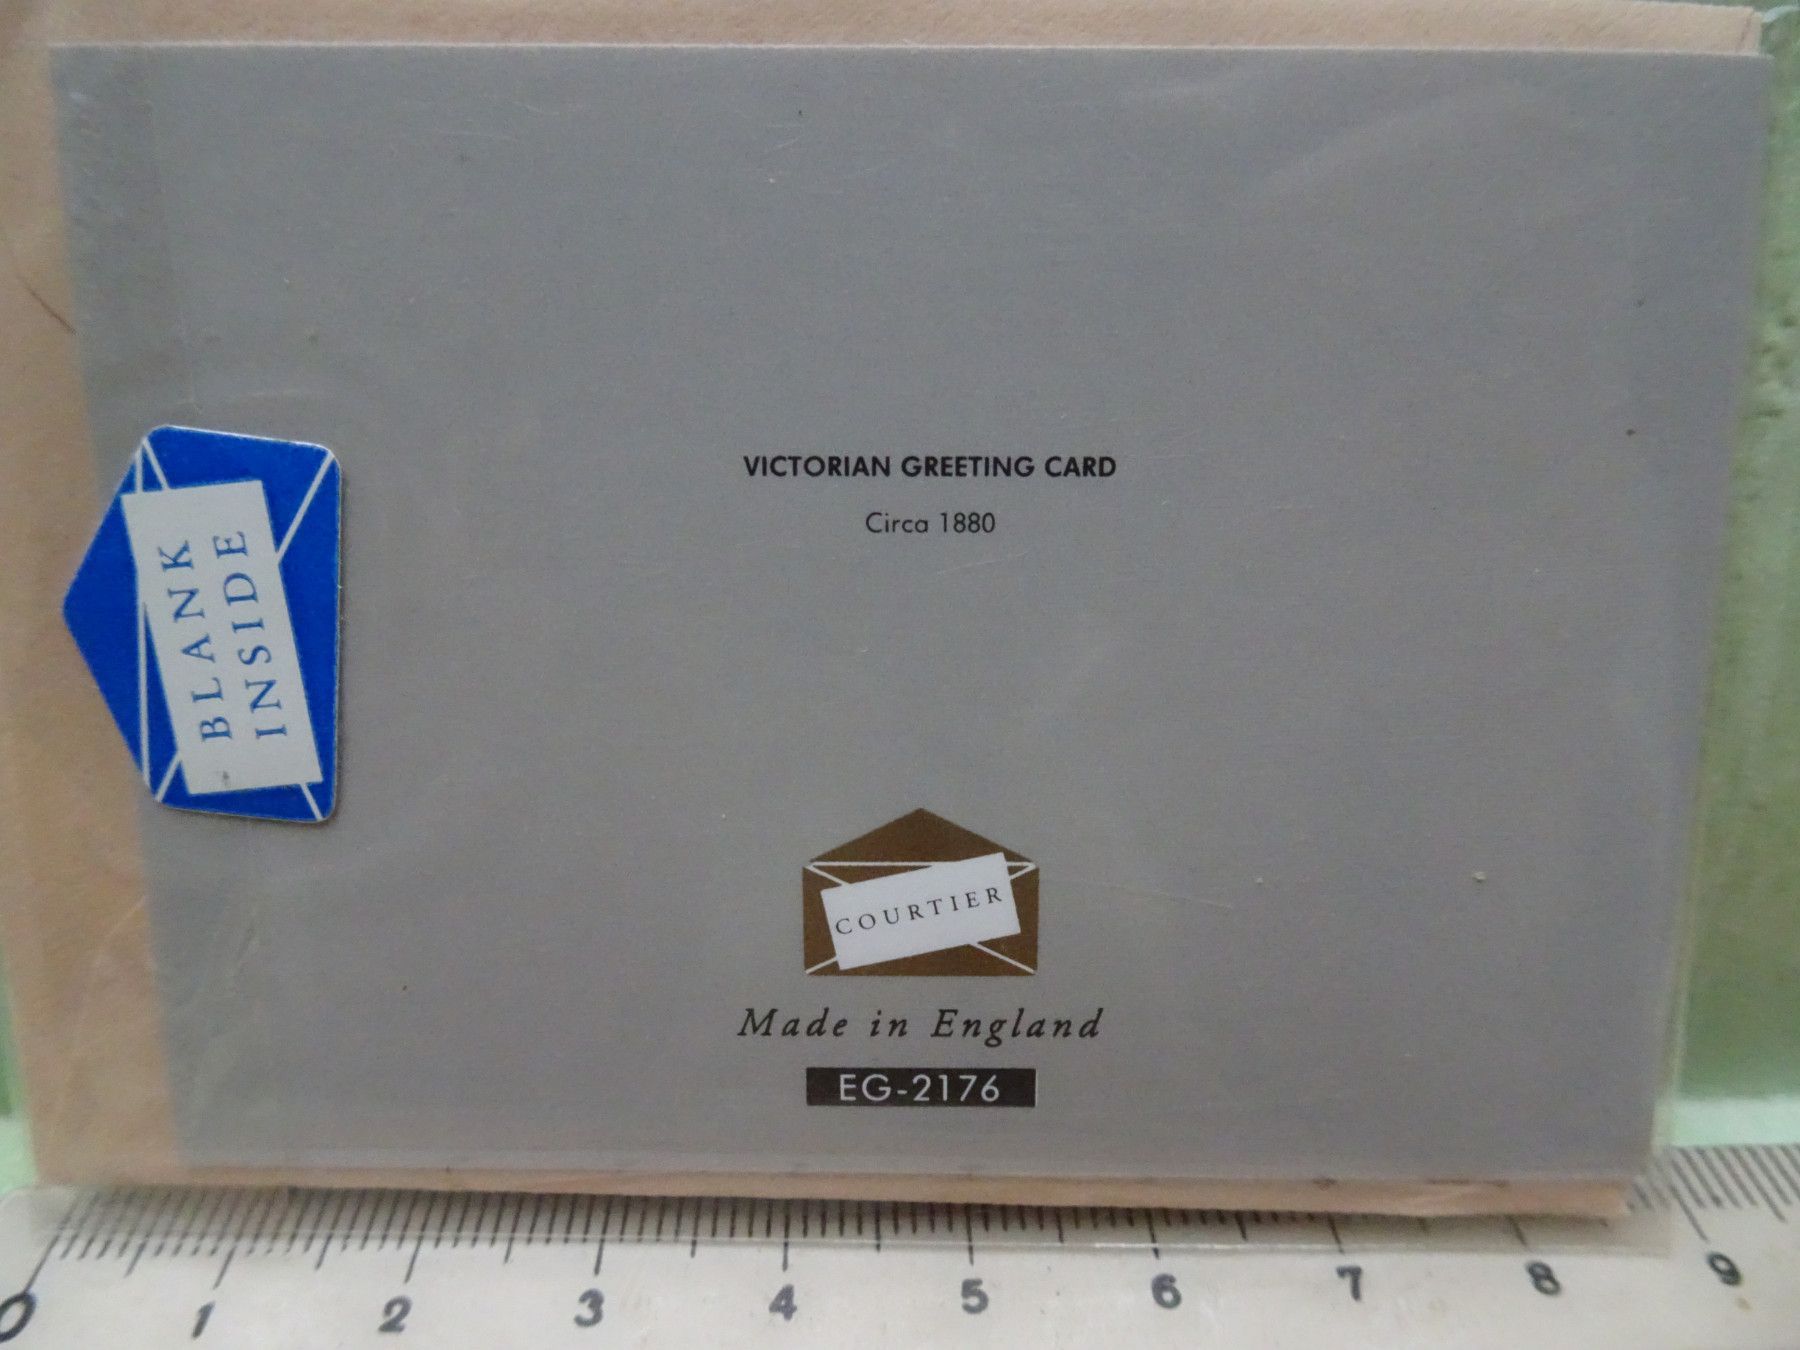 VICTORIAN GREETING CARD
Circa 1880
BLANK
INSIDE
COURTIER
Made in England
EG-2176
0 1 2 3 4 5 6 7 8 9